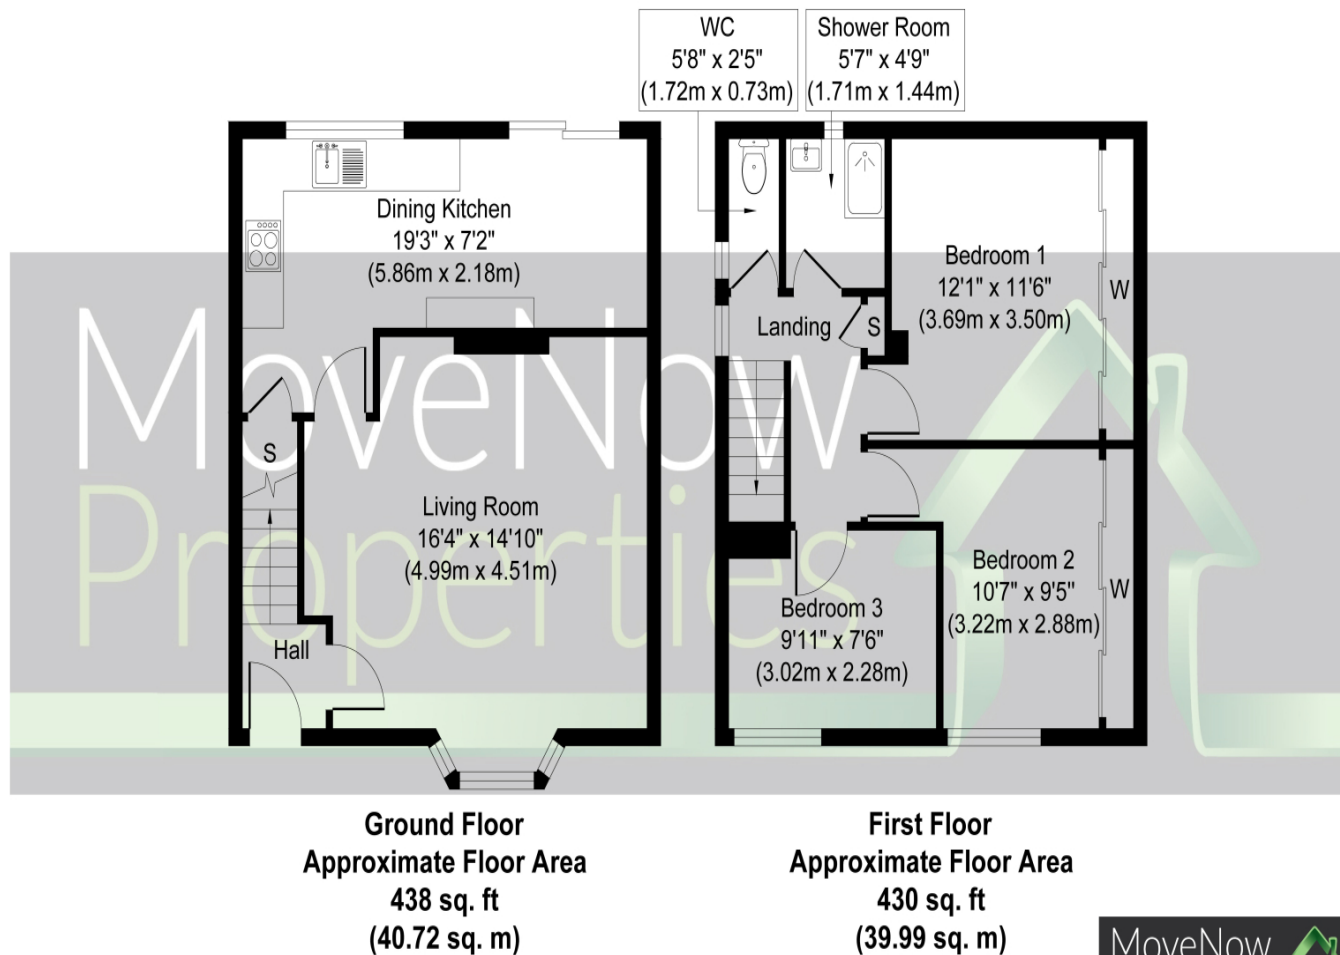 WC
5'8" x 2'5"
(1.72m x 0.73m)
Shower Room
5'7" x 4'9"
(1.71m x 1.44m)
Dining Kitchen
19'3" x 7'2"
(5.86m x 2.18m)
S
Living Room
16'4" x 14'10"
(4.99m x 4.51m)
Hall
Landing
S
Bedroom 1
12'1" x 11'6"
(3.69m x 3.50m)
W
Bedroom 2
10'7" x 9'5"
(3.22m x 2.88m)
W
Bedroom 3
9'11" x 7'6"
(3.02m x 2.28m)
MoveNow
Properties
Ground Floor
Approximate Floor Area
438 sq. ft
(40.72 sq. m)
First Floor
Approximate Floor Area
430 sq. ft
(39.99 sq. m)
MoveNow